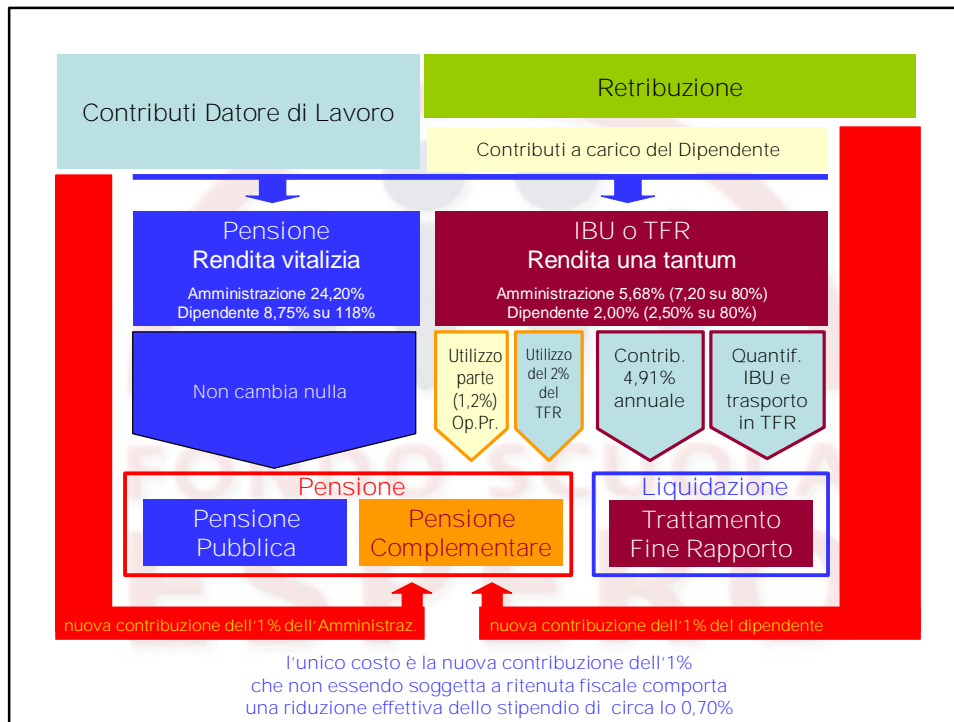 Contributi Datore di Lavoro
Retribuzione
Contributi a carico del Dipendente
Pensione
Rendita vitalizia
Amministrazione 24,20%
Dipendente 8,75% su 118%
IBU o TFR
Rendita una tantum
Amministrazione 5,68% (7,20 su 80%)
Dipendente 2,00% (2,50% su 80%)
Non cambia nulla
Utilizzo
parte
(1,2%)
Op.Pr.
Utilizzo
del 2%
del
TFR
Contrib.
4,91%
annuale
Quantif.
IBU e
trasporto
in TFR
FONDO SCUOLA
ESPERO
Pensione
Pensione
Pubblica
Pensione
Complementare
Liquidazione
Trattamento
Fine Rapporto
nuova contribuzione dell'1% dell'Amministraz.
nuova contribuzione dell'1% del dipendente
l'unico costo è la nuova contribuzione dell'1%
che non essendo soggetta a ritenuta fiscale comporta
una riduzione effettiva dello stipendio di circa lo 0,70%